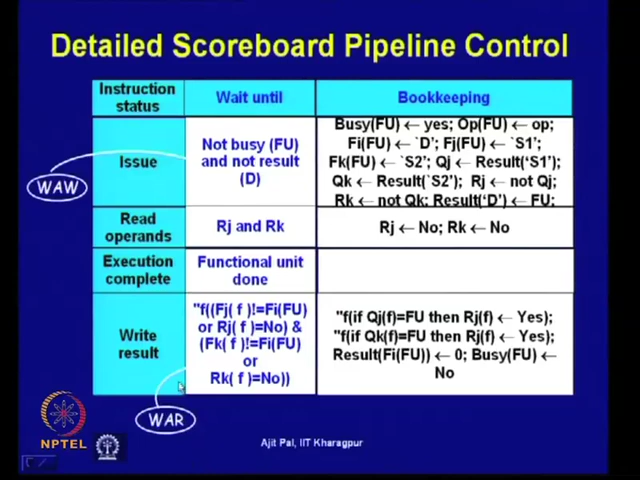 Detailed Scoreboard Pipeline Control
Instruction
status
Wait until
Bookkeeping
Issue
Not busy (FU)
and not result
(D)
Busy(FU) ← yes; Op(FU) ← op;
Fi(FU) ← `D'; Fj(FU) ← `S1';
Fk(FU) ← `S2'; Qj ← Result('S1');
Qk ← Result(`S2'); Rj ← not Qj;
Rk ← not Qk; Result('D') ← FU;
WAW
Read
operands
Rj and Rk
Rj ← No; Rk ← No
Execution
complete
Functional unit
done
Write
result
"f((Fj( f )!=Fi(FU)
or Rj( f )=No) &
(Fk( f )!=Fi(FU)
or
Rk( f )=No))
"f(if Qj(f)=FU then Rj(f) ← Yes);
"f(if Qk(f)=FU then Rj(f) ← Yes);
Result(Fi(FU)) ← 0; Busy(FU) ←
No
WAR
NPTEL
Ajit Pal, IIT Kharagpur